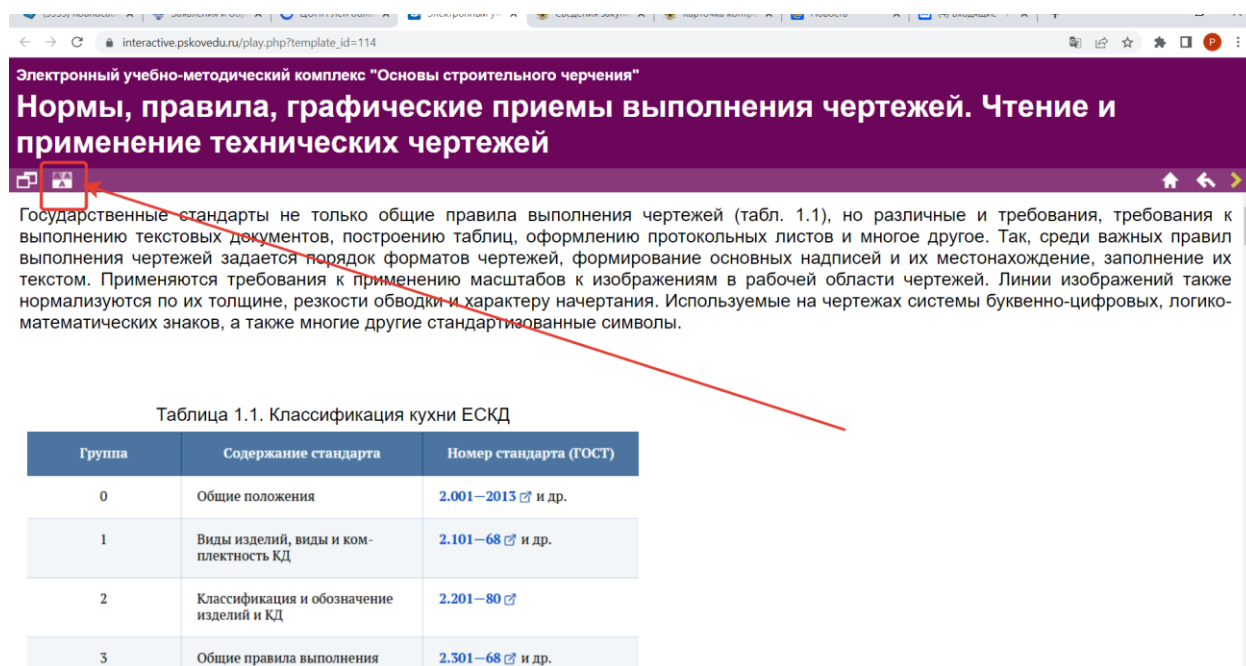 interactive.pskovedu.ru/play.php?template_id=114
P
Электронный учебно-методический комплекс "Основы строительного черчения"
Нормы, правила, графические приемы выполнения чертежей. Чтение и
применение технических чертежей
Государственные стандарты не только общие правила выполнения чертежей (табл. 1.1), но различные и требования, требования к
выполнению текстовых документов, построению таблиц, оформлению протокольных листов и многое другое. Так, среди важных правил
выполнения чертежей задается порядок форматов чертежей, формирование основных надписей и их местонахождение, заполнение их
текстом. Применяются требования к применению масштабов к изображениям в рабочей области чертежей. Линии изображений также
нормализуются по их толщине, резкости обводки и характеру начертания. Используемые на чертежах системы буквенно-цифровых, логико-
математических знаков, а также многие другие стандартизованные символы.
Таблица 1.1. Классификация кухни ЕСКД
Группа Содержание стандарта Номер стандарта (ГОСТ)
0 Общие положения 2.001—2013 и др.
1 Виды изделий, виды и ком- 2.101—68 и др.
плектность КД
2 Классификация и обозначение 2.201—80
изделий и КД
3 Общие правила выполнения 2.301—68 и др.